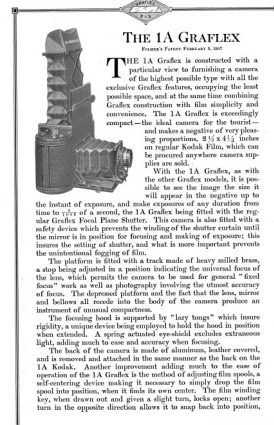 GRAFLEX
The 1A Graflex
Folmer's Patent February 5, 1907
THE 1A Graflex is constructed with a
particular view to furnishing a camera
of the highest possible type with all the
exclusive Graflex features, occupying the least
possible space, and at the same time combining
Graflex construction with film simplicity and
convenience. The 1A Graflex is exceedingly
compact—the ideal camera for the tourist—
and makes a negative of very pleas-
ing proportions, 2½ x 4¼ inches
on regular Kodak Film, which can
be procured anywhere camera sup-
plies are sold.
With the 1A Graflex, as with
the other Graflex models, it is pos-
sible to see the image the size it
will appear in the negative up to
the instant of exposure, and make exposures of any duration from
time to 1/1000 of a second, the 1A Graflex being fitted with the reg-
ular Graflex Focal Plane Shutter. This camera is also fitted with a
safety device which prevents the winding of the shutter curtain until
the mirror is in position for focusing and making of exposure; this
insures the setting of shutter, and what is more important prevents
the unintentional fogging of film.
The platform is fitted with a track made of heavy milled brass,
a stop being adjusted in a position indicating the universal focus of
the lens, which permits the camera to be used for general "fixed
focus" work as well as photography involving the utmost accuracy
of focus. The depressed platform and the fact that the lens, mirror
and bellows all recede into the body of the camera produce an
instrument of unusual compactness.
The focusing hood is supported by "lazy tongs" which insure
rigidity, a unique device being employed to hold the hood in position
when extended. A spring actuated eye-shield excludes extraneous
light, adding much to ease and accuracy when focusing.
The back of the camera is made of aluminum, leather covered,
and is removed and attached in the same manner as the back on the
1A Kodak. Another improvement adding much to the ease of
operation of the 1A Graflex is the method of adjusting film spools, a
self-centering device making it necessary to simply drop the film
spool into position, when it finds its own center. The film winding
key, when drawn out and given a slight turn, locks open; another
turn in the opposite direction allows it to snap back into position,